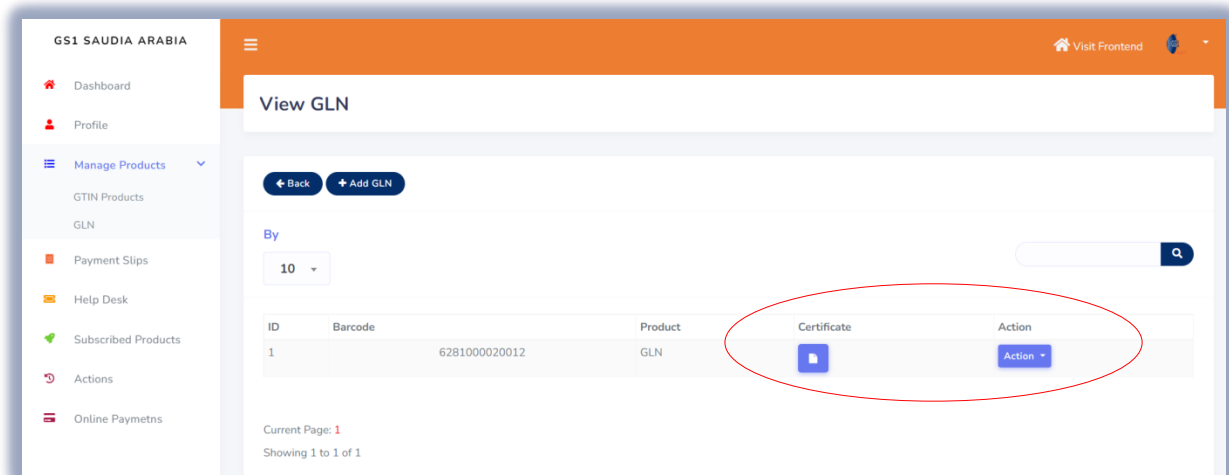 GS1 SAUDIA ARABIA
Visit Frontend
Dashboard
View GLN
Profile
Manage Products
Back
Add GLN
GTIN Products
GLN
By
Payment Slips
10
Help Desk
ID Barcode Product Certificate Action
Subscribed Products
1 6281000020012 GLN Action
Actions
Online Paymetns
Current Page: 1
Showing 1 to 1 of 1